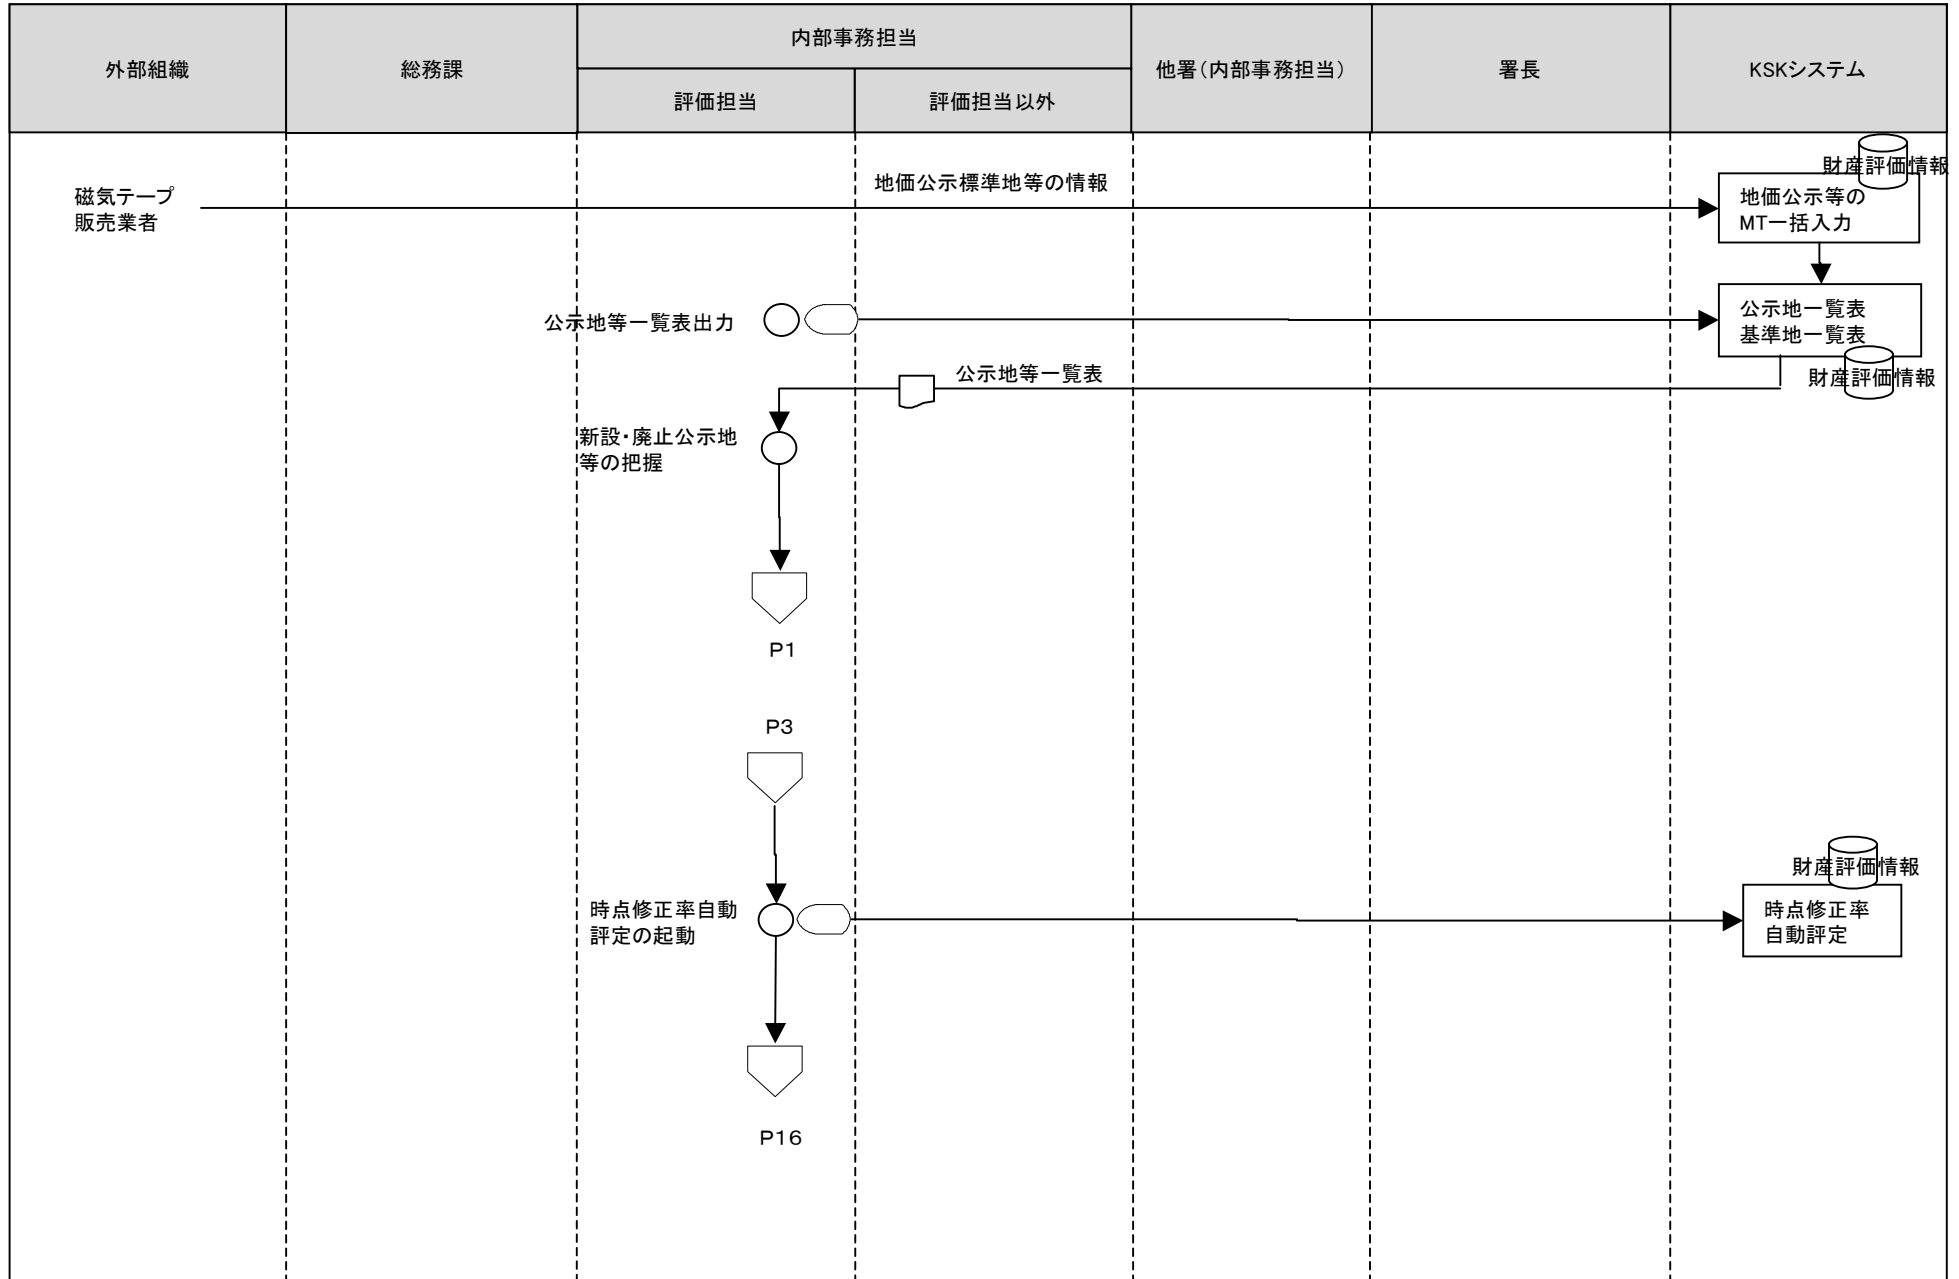 外部組織
総務課
内部事務担当
評価担当
評価担当以外
他署（内部事務担当）
署長
KSKシステム
財産評価情報
磁気テープ
販売業者
地価公示標準地等の情報
地価公示等の
MT一括入力
公示地等一覧表出力
公示地一覧表
基準地一覧表
財産評価情報
公示地等一覧表
新設・廃止公示地
等の把握
P1
P3
財産評価情報
時点修正率自動
評定の起動
時点修正率
自動評定
P16